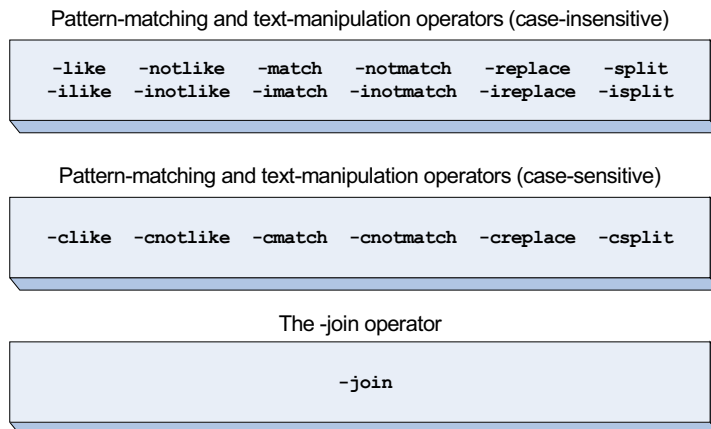 Pattern-matching and text-manipulation operators (case-insensitive)
-like -notlike -match -notmatch -replace -split
-ilike -inotlike -imatch -inotmatch -ireplace -isplit
Pattern-matching and text-manipulation operators (case-sensitive)
-clike -cnotlike -cmatch -cnotmatch -creplace -csplit
The -join operator
-join